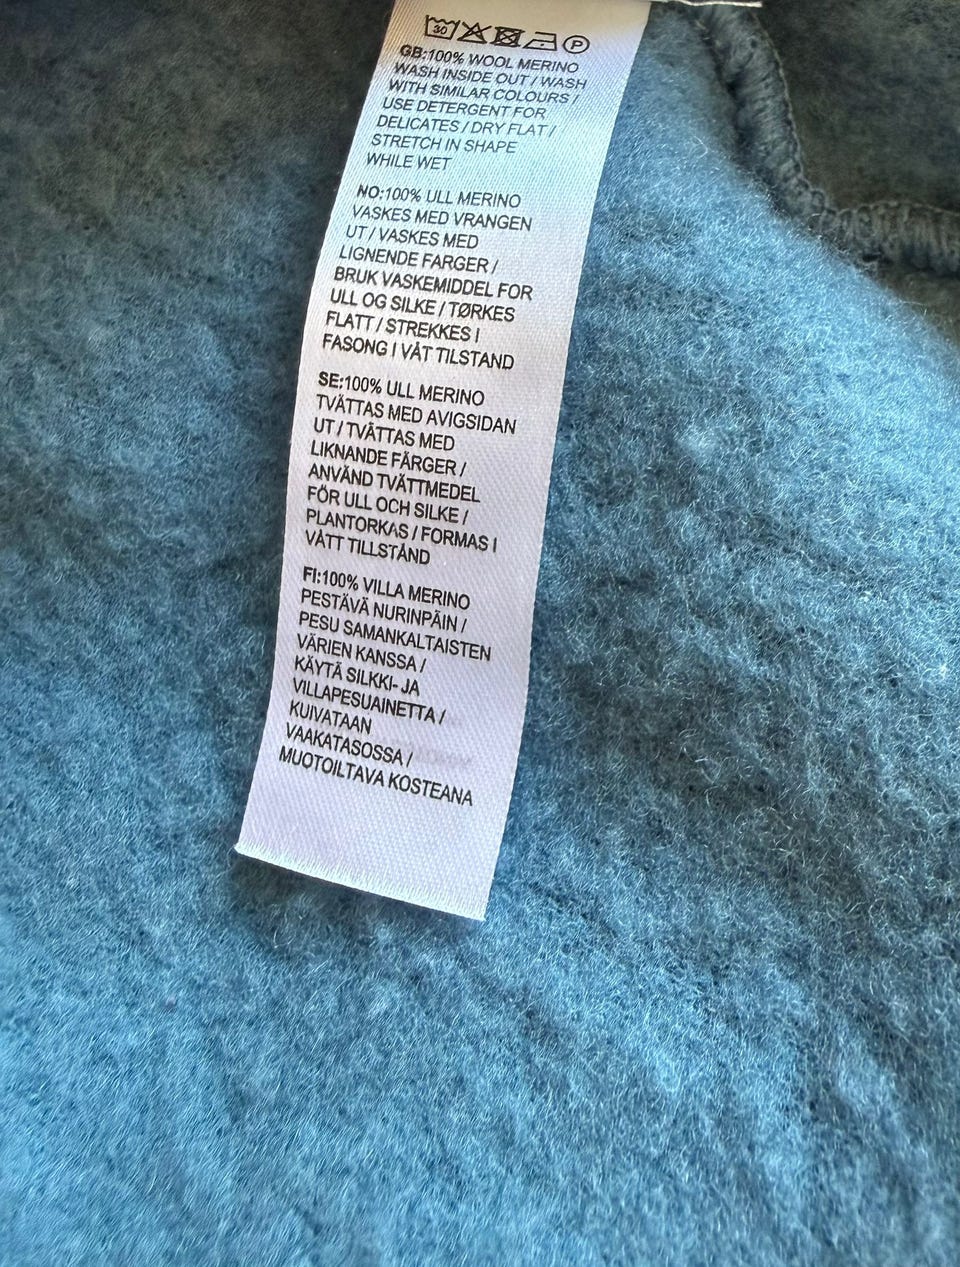 30 P
GB:100% WOOL MERINO
WASH INSIDE OUT / WASH
WITH SIMILAR COLOURS /
USE DETERGENT FOR
DELICATES / DRY FLAT /
STRETCH IN SHAPE
WHILE WET
NO:100% ULL MERINO
VASKES MED VRANGEN
UT / VASKES MED
LIGNENDE FARGER /
BRUK VASKEMIDDEL FOR
ULL OG SILKE / TØRKES
FLATT / STREKKES I
FASONG I VÅT TILSTAND
SE:100% ULL MERINO
TVÄTTAS MED AVIGSIDAN
UT / TVÄTTAS MED
LIKNANDE FÄRGER /
ANVÄND TVÄTTMEDEL
FÖR ULL OCH SILKE /
PLANTORKAS / FORMAS I
VÅTT TILLSTÅND
FI:100% VILLA MERINO
PESTÄVÄ NURINPÄIN /
PESU SAMANKALTAISTEN
VÄRIEN KANSSA /
KÄYTÄ SILKKI- JA
VILLAPESUAINETTA /
KUIVATAAN
VAAKATASOSSA /
MUOTOILTAVA KOSTEANA